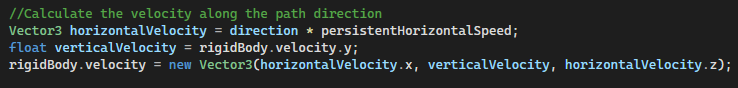 //Calculate the velocity along the path direction
Vector3 horizontalVelocity = direction * persistentHorizontalSpeed;
float verticalVelocity = rigidBody.velocity.y;
rigidBody.velocity = new Vector3(horizontalVelocity.x, verticalVelocity, horizontalVelocity.z);